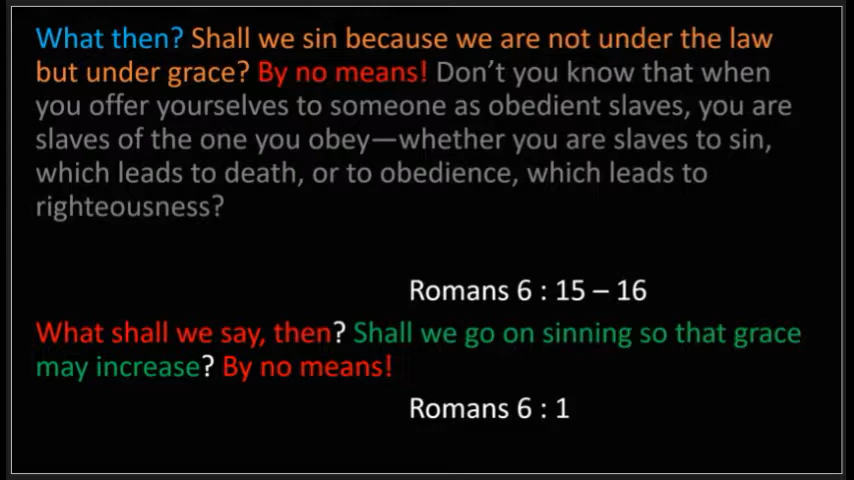 What then? Shall we sin because we are not under the law
but under grace? By no means! Don’t you know that when
you offer yourselves to someone as obedient slaves, you are
slaves of the one you obey—whether you are slaves to sin,
which leads to death, or to obedience, which leads to
righteousness?
Romans 6 : 15 – 16
What shall we say, then? Shall we go on sinning so that grace
may increase? By no means!
Romans 6 : 1